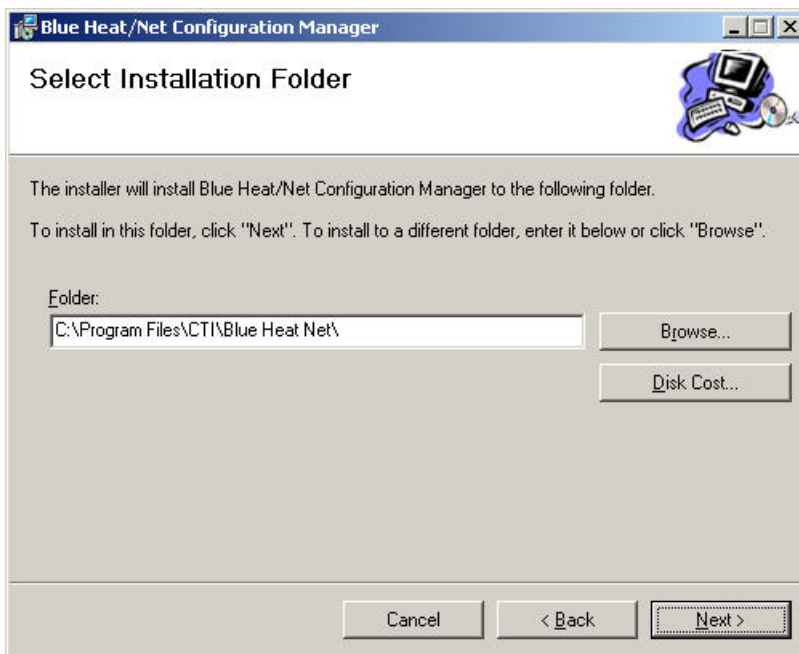 Blue Heat/Net Configuration Manager
Select Installation Folder
The installer will install Blue Heat/Net Configuration Manager to the following folder.
To install in this folder, click "Next". To install to a different folder, enter it below or click "Browse".
Folder:
C:\Program Files\CTI\Blue Heat Net\
Browse...
Disk Cost...
Cancel
< Back
Next >